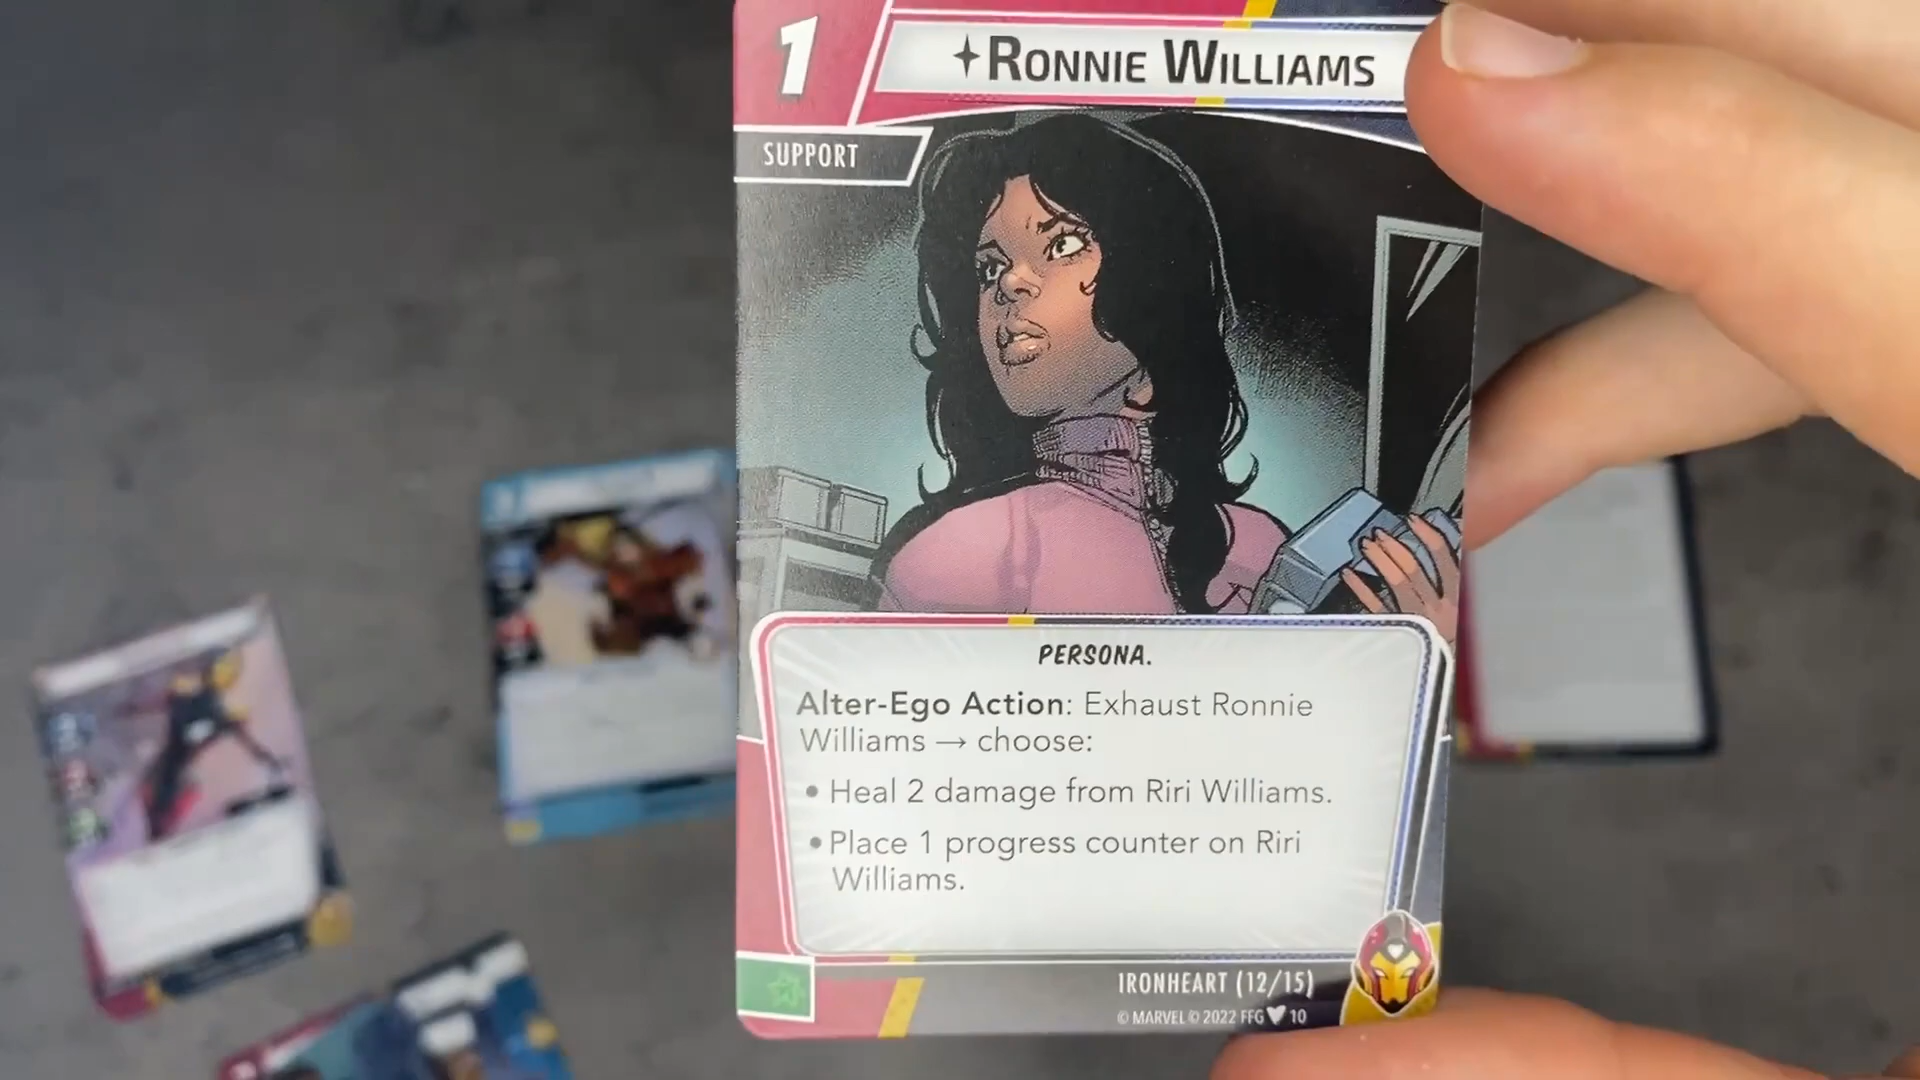 1
RONNIE WILLIAMS
SUPPORT
PERSONA.
Alter-Ego Action: Exhaust Ronnie
Williams → choose:
• Heal 2 damage from Riri Williams.
• Place 1 progress counter on Riri
Williams.
IRONHEART (12/15)
© MARVEL © 2022 FFG 10